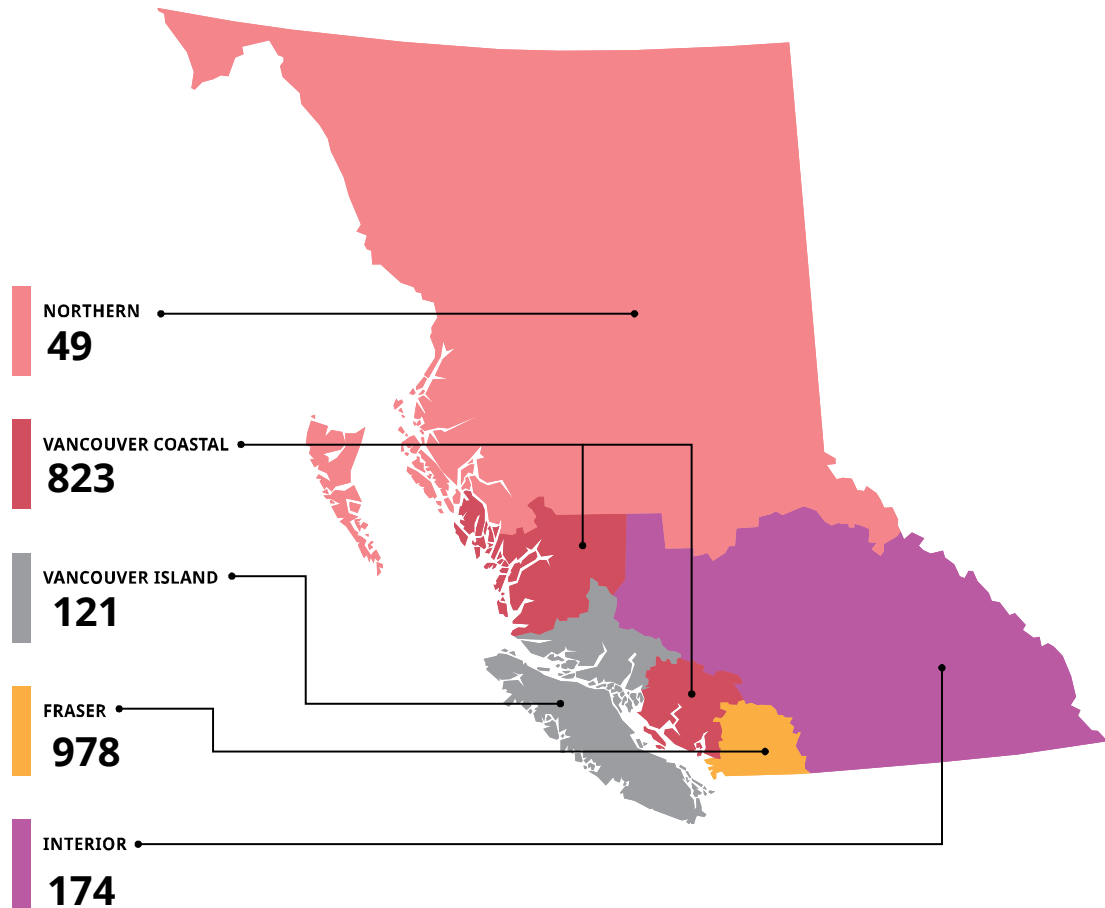 NORTHERN
49
VANCOUVER COASTAL
823
VANCOUVER ISLAND
121
FRASER
978
INTERIOR
174